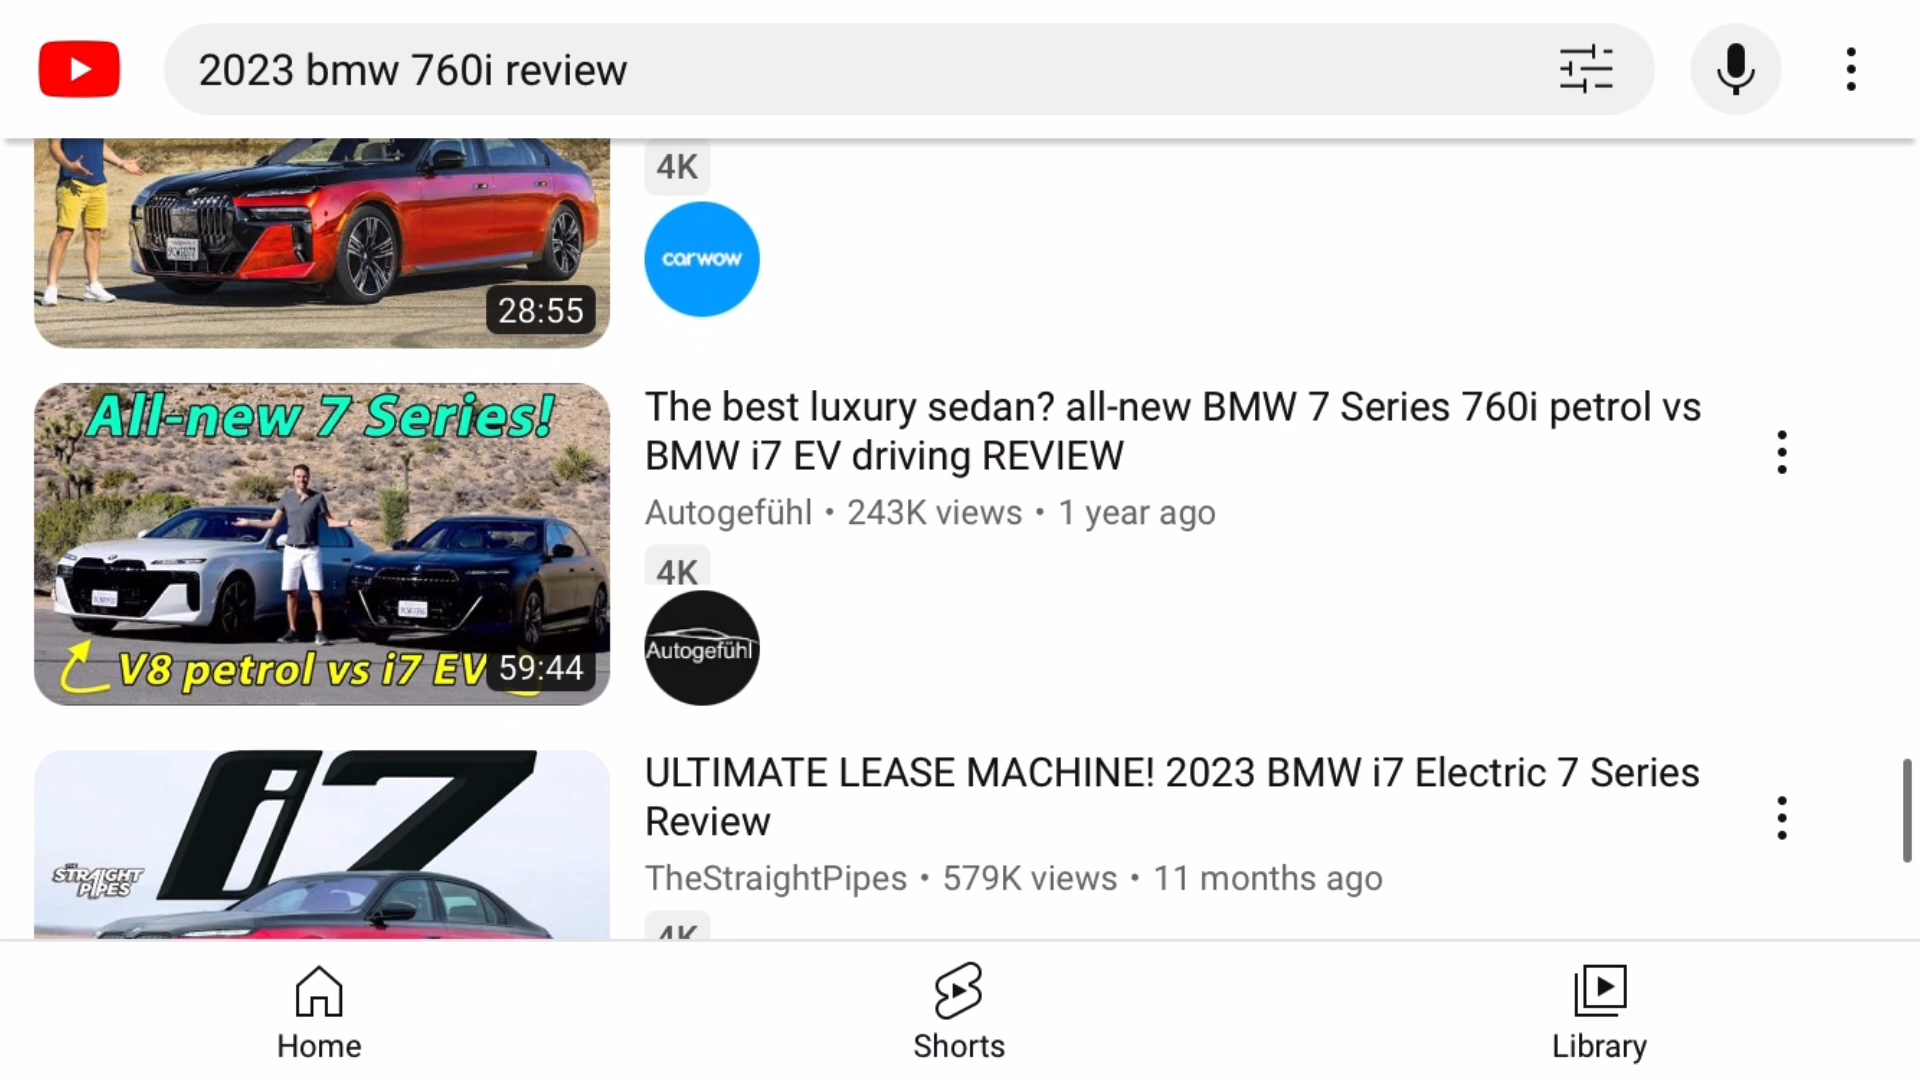 2023 bmw 760i review
4K
carwow
28:55
All-new 7 Series!
V8 petrol vs i7 EV
59:44
The best luxury sedan? all-new BMW 7 Series 760i petrol vs
BMW i7 EV driving REVIEW
Autogefühl • 243K views • 1 year ago
4K
Autogefühl
i7
THE
STRAIGHT
PIPES
ULTIMATE LEASE MACHINE! 2023 BMW i7 Electric 7 Series
Review
TheStraightPipes • 579K views • 11 months ago
4K
Home
Shorts
Library